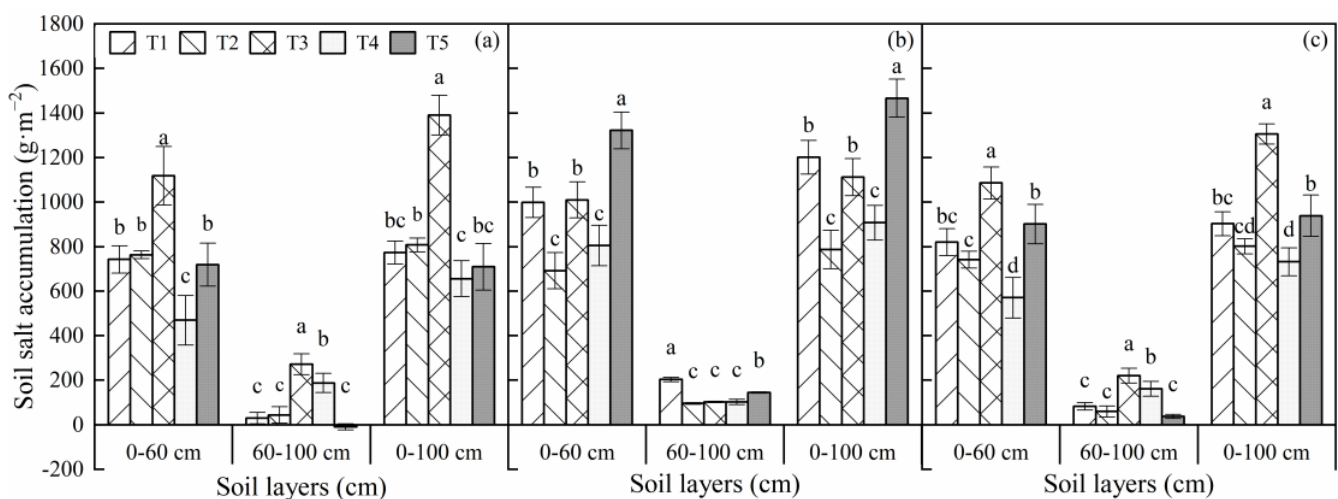 Soil salt accumulation (g·m⁻²)
1800
1600
1400
1200
1000
800
600
400
200
0
-200
T1 T2 T3 T4 T5 (a)
b b a c b
c c a b c
bc b a c bc
0-60 cm 60-100 cm 0-100 cm
Soil layers (cm)
(b)
b c b c a
a c c c b
b c b c a
0-60 cm 60-100 cm 0-100 cm
Soil layers (cm)
(c)
bc c a d b
c c a b c
bc cd a d b
0-60 cm 60-100 cm 0-100 cm
Soil layers (cm)